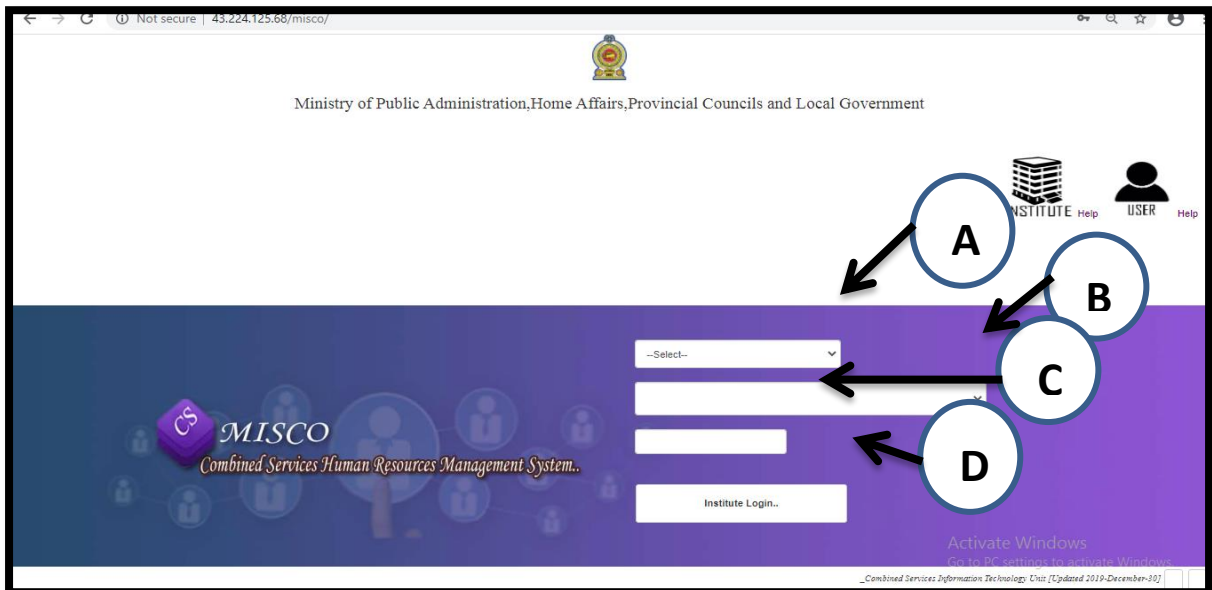 Not secure | 43.224.125.68/misco/
Ministry of Public Administration,Home Affairs,Provincial Councils and Local Government
NSTITUTE Help USER Help
A
B
--Select--
C
CS
MISCO
Combined Services Human Resources Management System..
D
Institute Login..
Activate Windows
Go to PC settings to activate Windows.
_Combined Services Information Technology Unit [Updated 2019-December-30]